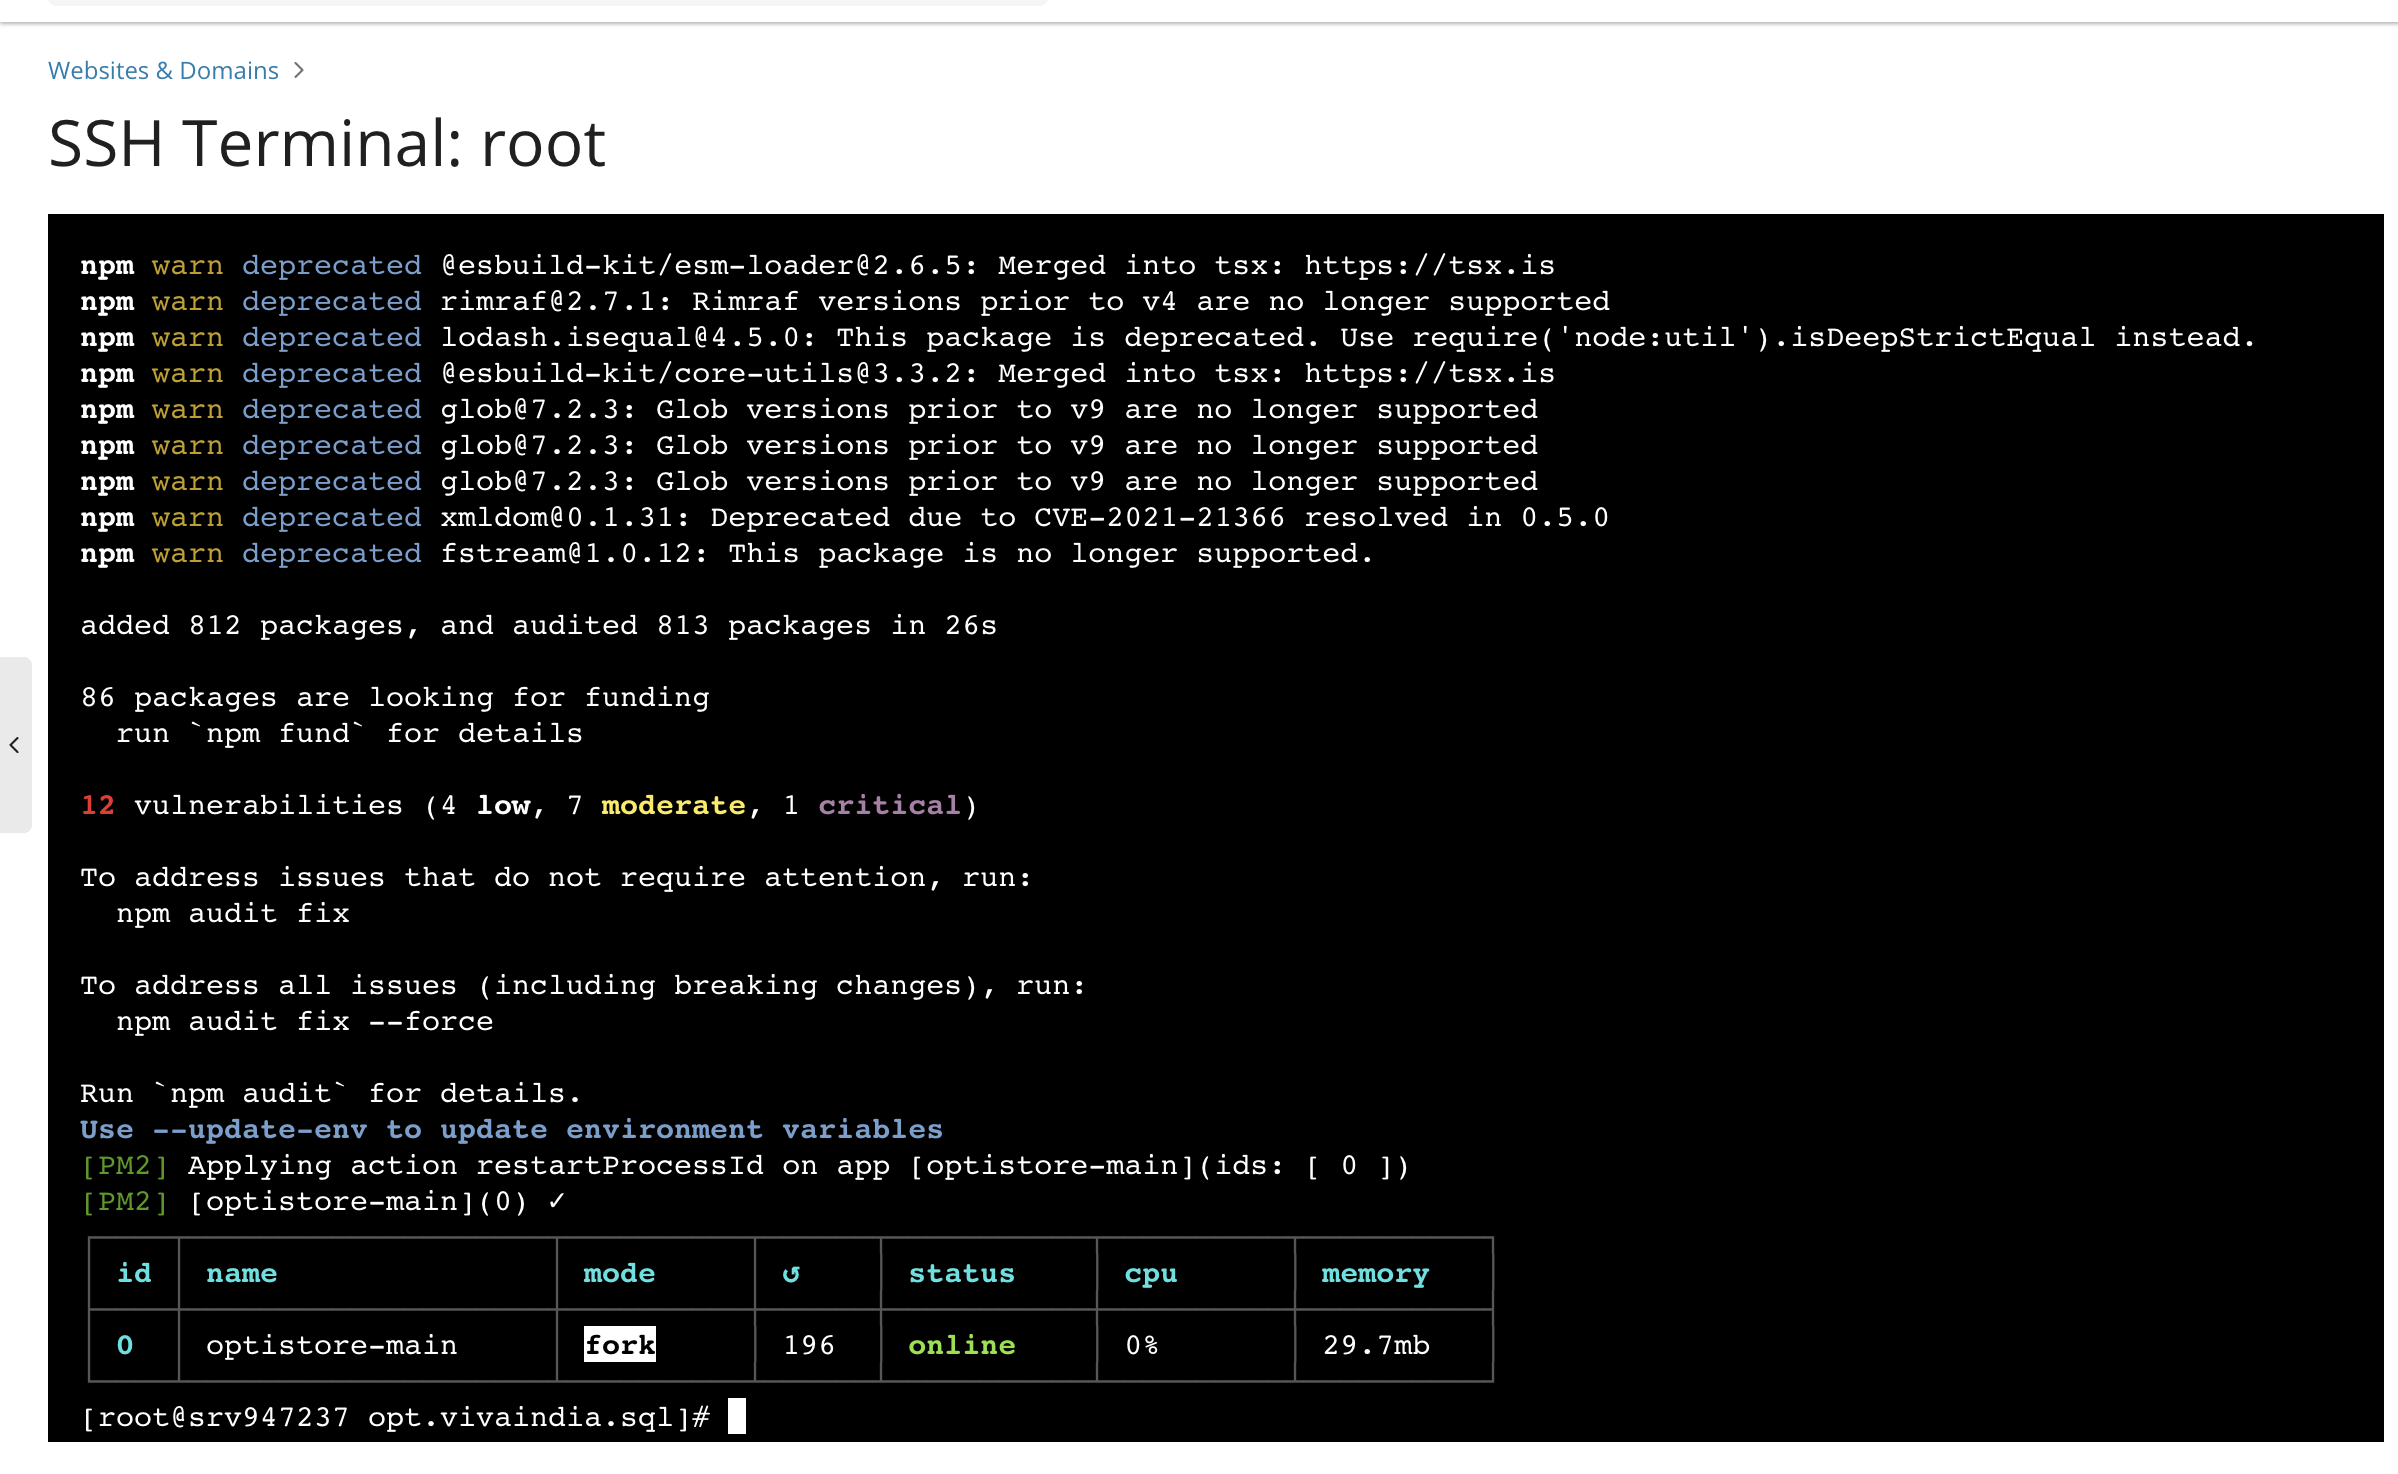 Websites & Domains >
SSH Terminal: root
npm warn deprecated @esbuild-kit/esm-loader@2.6.5: Merged into tsx: https://tsx.is
npm warn deprecated rimraf@2.7.1: Rimraf versions prior to v4 are no longer supported
npm warn deprecated lodash.isequal@4.5.0: This package is deprecated. Use require('node:util').isDeepStrictEqual instead.
npm warn deprecated @esbuild-kit/core-utils@3.3.2: Merged into tsx: https://tsx.is
npm warn deprecated glob@7.2.3: Glob versions prior to v9 are no longer supported
npm warn deprecated glob@7.2.3: Glob versions prior to v9 are no longer supported
npm warn deprecated glob@7.2.3: Glob versions prior to v9 are no longer supported
npm warn deprecated xmldom@0.1.31: Deprecated due to CVE-2021-21366 resolved in 0.5.0
npm warn deprecated fstream@1.0.12: This package is no longer supported.
added 812 packages, and audited 813 packages in 26s
86 packages are looking for funding
run `npm fund` for details
12 vulnerabilities (4 low, 7 moderate, 1 critical)
To address issues that do not require attention, run:
npm audit fix
To address all issues (including breaking changes), run:
npm audit fix --force
Run `npm audit` for details.
Use --update-env to update environment variables
[PM2] Applying action restartProcessId on app [optistore-main](ids: [ 0 ])
[PM2] [optistore-main](0) ✓
id name mode ↺ status cpu memory
0 optistore-main fork 196 online 0% 29.7mb
[root@srv947237 opt.vivaindia.sql]#